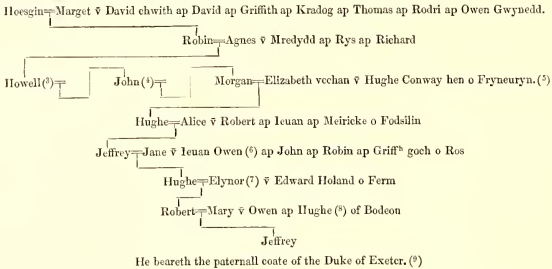 Hoesgin=Marget v̄ David chwith ap David ap Griffith ap Kradog ap Thomas ap Rodri ap Owen Gwynedd.
Robin=Agnes v̄ Mredydd ap Rys ap Richard
Howell (³)= John (⁴)= Morgan=Elizabeth vcchan v̄ Hughe Conway hen o Fryneuryn. (⁵)
Hughe=Alice v̄ Robert ap Ieuan ap Meiricke o Fodsilin
Jeffrey=Jane v̄ Ieuan Owen (⁶) ap John ap Robin ap Griffʰ goch o Ros
Hughe=Elynor (⁷) v̄ Edward Holand o Ferm
Robert=Mary v̄ Owen ap Hughe (⁸) of Bodeon
Jeffrey
He beareth the paternall coate of the Duke of Exeter. (⁹)